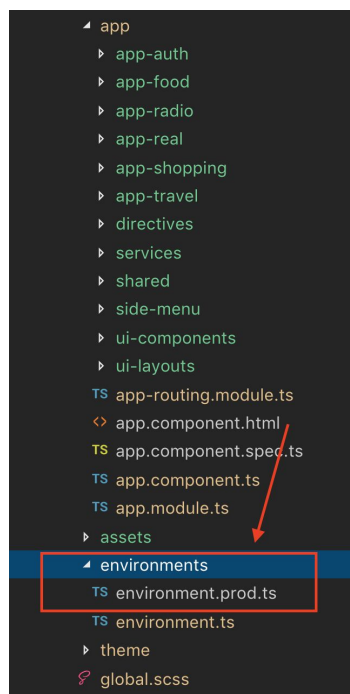 app
app-auth
app-food
app-radio
app-real
app-shopping
app-travel
directives
services
shared
side-menu
ui-components
ui-layouts
TS app-routing.module.ts
<> app.component.html
TS app.component.spec.ts
TS app.component.ts
TS app.module.ts
assets
environments
TS environment.prod.ts
TS environment.ts
theme
global.scss